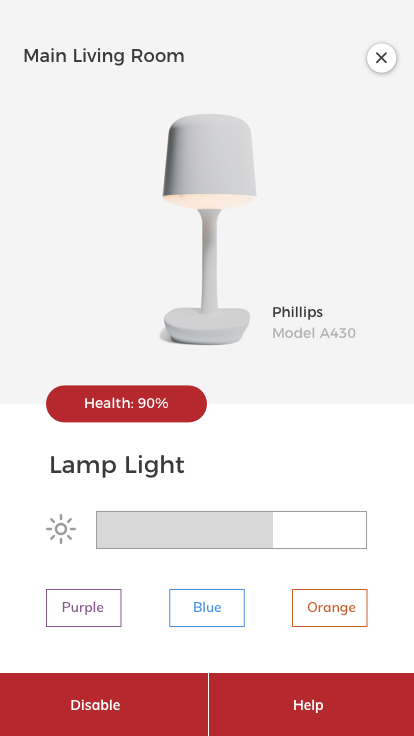 Main Living Room
Phillips
Model A430
Health: 90%
Lamp Light
Purple
Blue
Orange
Disable
Help